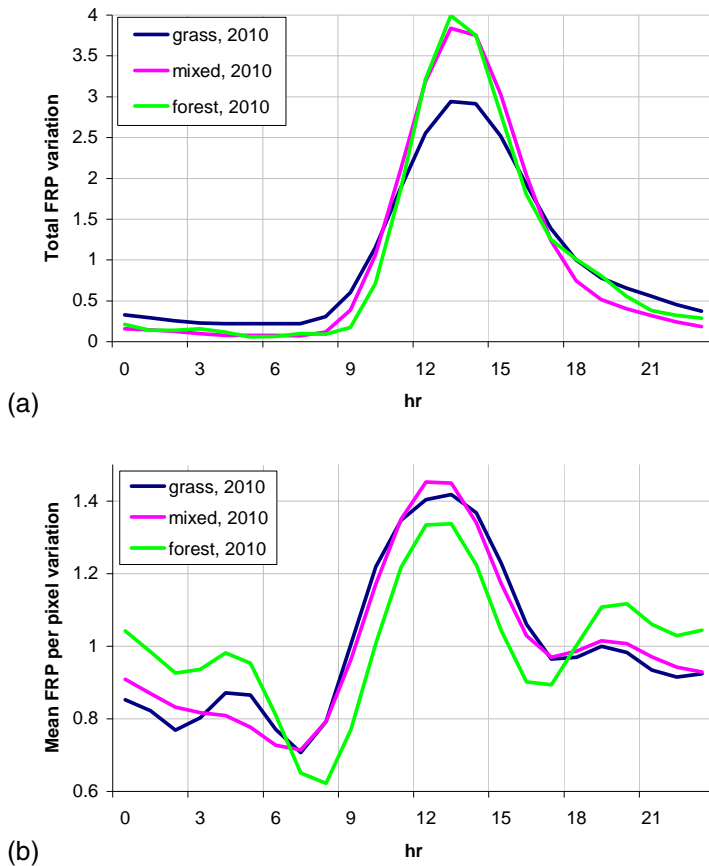 4
3.5
3
2.5
2
1.5
1
0.5
0
Total FRP variation
grass, 2010
mixed, 2010
forest, 2010
0 3 6 9 12 15 18 21
hr
(a)
1.4
1.2
1
0.8
0.6
Mean FRP per pixel variation
grass, 2010
mixed, 2010
forest, 2010
0 3 6 9 12 15 18 21
hr
(b)